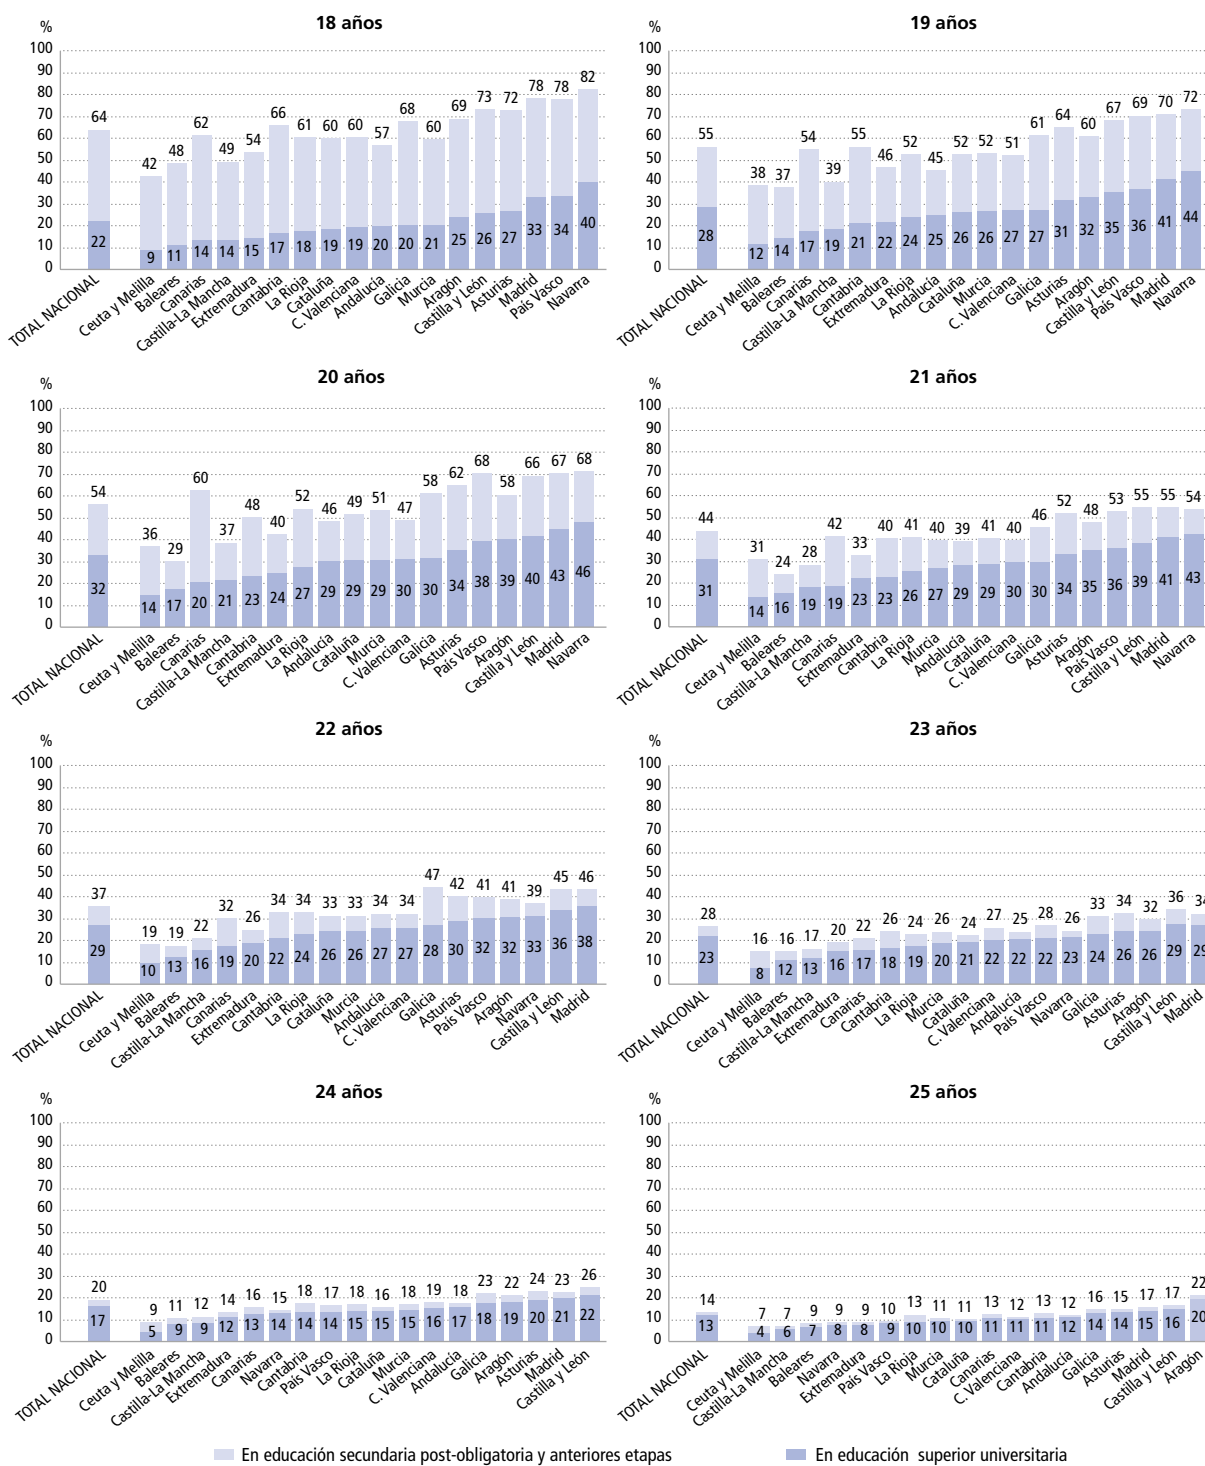 %
18 años
100
90
80
70
60
50
40
30
20
10
0
64 42 48 62 49 54 66 61 60 60 57 68 60 69 73 72 78 78 82
22 9 11 14 14 15 17 18 19 19 20 20 21 25 26 27 33 34 40
TOTAL NACIONAL
Ceuta y Melilla
Baleares
Canarias
Castilla-La Mancha
Extremadura
Cantabria
La Rioja
Cataluña
C. Valenciana
Andalucía
Galicia
Murcia
Aragón
Castilla y León
Asturias
Madrid
País Vasco
Navarra
%
19 años
100
90
80
70
60
50
40
30
20
10
0
55 38 37 54 39 55 46 52 45 52 52 51 61 64 60 67 69 70 72
28 12 14 17 19 21 22 24 25 26 26 27 27 31 32 35 36 41 44
TOTAL NACIONAL
Ceuta y Melilla
Baleares
Canarias
Castilla-La Mancha
Cantabria
Extremadura
La Rioja
Andalucía
Cataluña
Murcia
C. Valenciana
Galicia
Asturias
Aragón
Castilla y León
País Vasco
Madrid
Navarra
%
20 años
100
90
80
70
60
50
40
30
20
10
0
54 36 29 60 37 48 40 52 46 49 51 47 58 62 68 58 66 67 68
32 14 17 20 21 23 24 27 29 29 29 30 30 34 38 39 40 43 46
TOTAL NACIONAL
Ceuta y Melilla
Baleares
Canarias
Castilla-La Mancha
Cantabria
Extremadura
La Rioja
Andalucía
Cataluña
Murcia
C. Valenciana
Galicia
Asturias
País Vasco
Aragón
Castilla y León
Madrid
Navarra
%
21 años
100
90
80
70
60
50
40
30
20
10
0
44 31 24 28 42 33 40 41 40 39 41 40 46 52 48 53 55 55 54
31 14 16 19 19 23 23 26 27 29 29 30 30 34 35 36 39 41 43
TOTAL NACIONAL
Ceuta y Melilla
Baleares
Castilla-La Mancha
Canarias
Extremadura
Cantabria
La Rioja
Murcia
Andalucía
Cataluña
C. Valenciana
Galicia
Asturias
Aragón
País Vasco
Castilla y León
Madrid
Navarra
%
22 años
100
90
80
70
60
50
40
30
20
10
0
37 19 19 22 32 26 34 34 33 33 34 34 47 42 41 41 39 45 46
29 10 13 16 19 20 22 24 26 26 27 27 28 30 32 32 33 36 38
TOTAL NACIONAL
Ceuta y Melilla
Baleares
Castilla-La Mancha
Canarias
Extremadura
Cantabria
La Rioja
Cataluña
Murcia
Andalucía
C. Valenciana
Galicia
Asturias
País Vasco
Aragón
Navarra
Castilla y León
Madrid
%
23 años
100
90
80
70
60
50
40
30
20
10
0
28 16 16 17 20 22 26 24 26 24 27 25 28 26 33 34 32 36 34
23 8 12 13 16 17 18 19 20 21 22 22 22 23 24 26 26 29 29
TOTAL NACIONAL
Ceuta y Melilla
Baleares
Castilla-La Mancha
Extremadura
Canarias
Cantabria
La Rioja
Murcia
Cataluña
C. Valenciana
Andalucía
País Vasco
Navarra
Galicia
Asturias
Aragón
Castilla y León
Madrid
%
24 años
100
90
80
70
60
50
40
30
20
10
0
20 9 11 12 14 16 15 18 17 18 16 18 19 18 23 22 24 23 26
17 5 9 9 12 13 14 14 14 15 15 15 16 17 18 19 20 21 22
TOTAL NACIONAL
Ceuta y Melilla
Baleares
Castilla-La Mancha
Extremadura
Canarias
Navarra
Cantabria
País Vasco
La Rioja
Cataluña
Murcia
C. Valenciana
Andalucía
Galicia
Aragón
Asturias
Madrid
Castilla y León
%
25 años
100
90
80
70
60
50
40
30
20
10
0
14 7 7 9 9 9 10 13 11 11 13 12 13 12 16 15 17 17 22
13 4 6 7 8 8 9 10 10 10 11 11 11 12 14 14 15 16 20
TOTAL NACIONAL
Ceuta y Melilla
Castilla-La Mancha
Baleares
Navarra
Extremadura
País Vasco
La Rioja
Murcia
Cataluña
Canarias
C. Valenciana
Cantabria
Andalucía
Galicia
Asturias
Madrid
Castilla y León
Aragón
En educación secundaria post-obligatoria y anteriores etapas
En educación superior universitaria